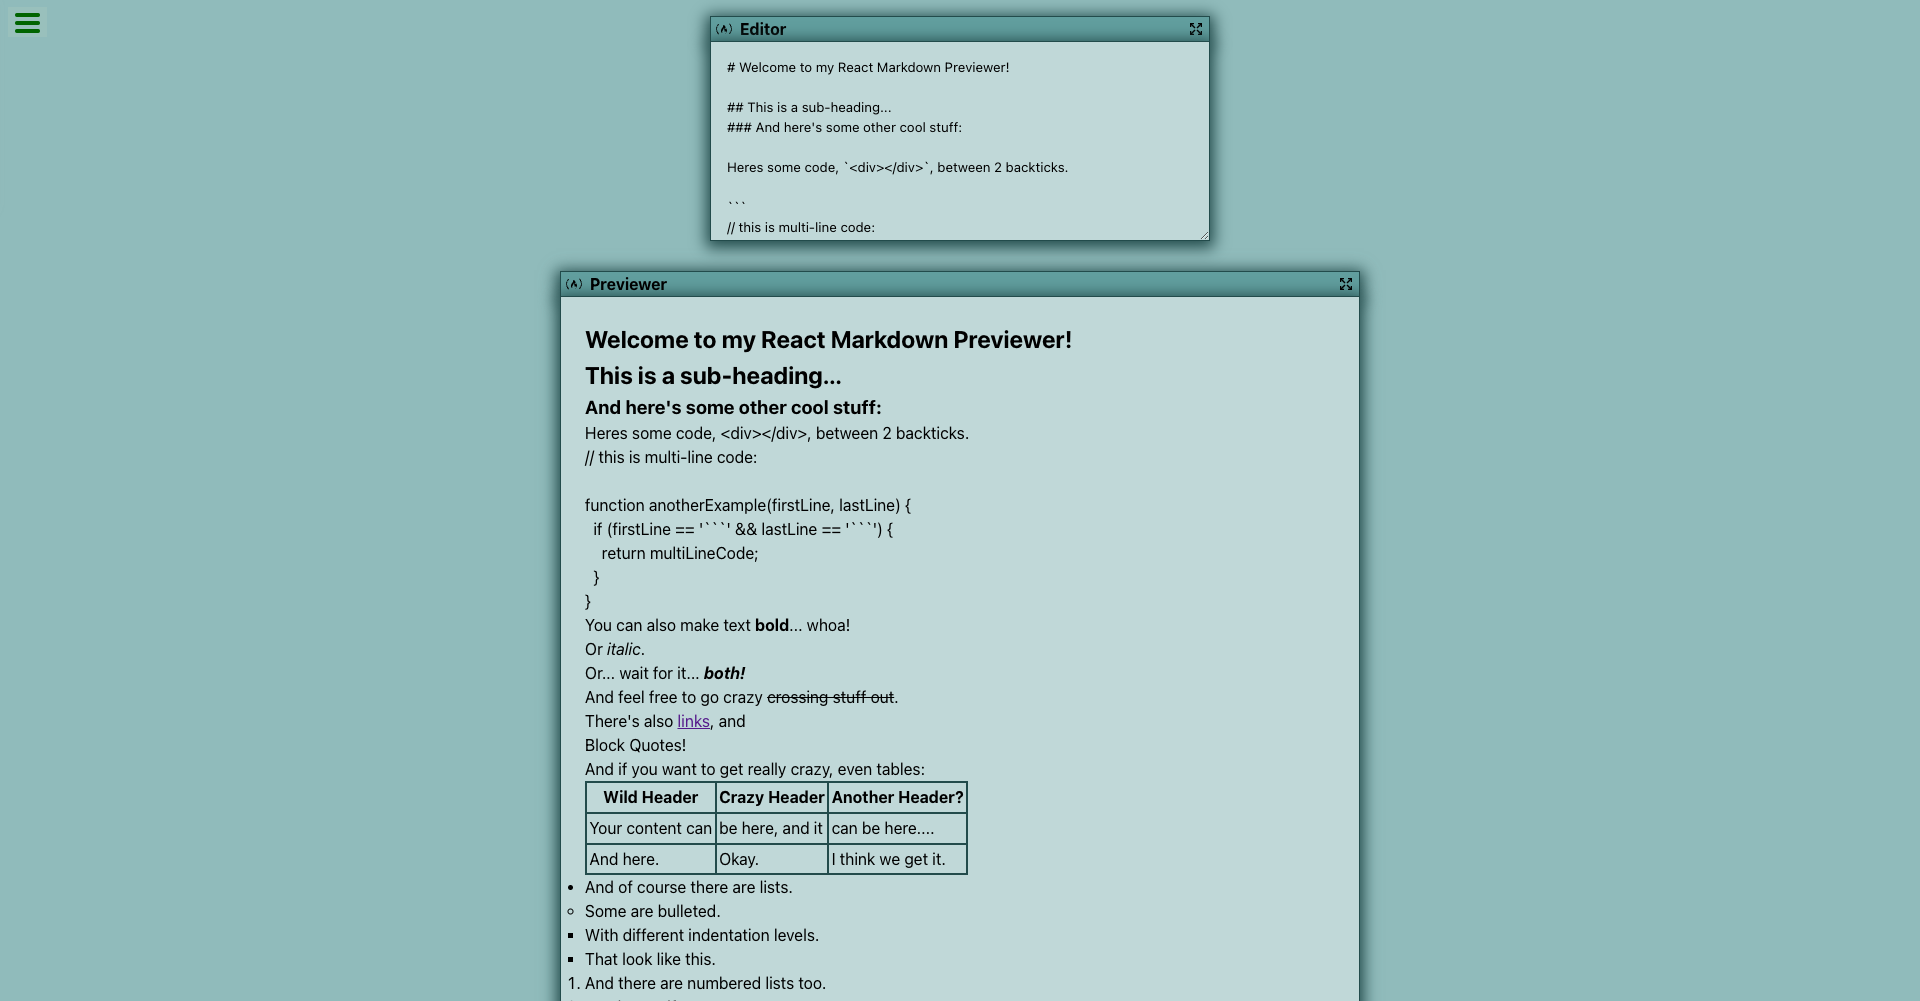 Editor
# Welcome to my React Markdown Previewer!
## This is a sub-heading...
### And here's some other cool stuff:
Heres some code, `<div></div>`, between 2 backticks.
```
// this is multi-line code:
Previewer
Welcome to my React Markdown Previewer!
This is a sub-heading...
And here's some other cool stuff:
Heres some code, <div></div>, between 2 backticks.
// this is multi-line code:
function anotherExample(firstLine, lastLine) {
  if (firstLine == '```' && lastLine == '```') {
    return multiLineCode;
  }
}
You can also make text bold... whoa!
Or italic.
Or... wait for it... both!
And feel free to go crazy crossing stuff out.
There's also links, and
Block Quotes!
And if you want to get really crazy, even tables:
Wild Header Crazy Header Another Header?
Your content can be here, and it can be here....
And here. Okay. I think we get it.
And of course there are lists.
Some are bulleted.
With different indentation levels.
That look like this.
1. And there are numbered lists too.